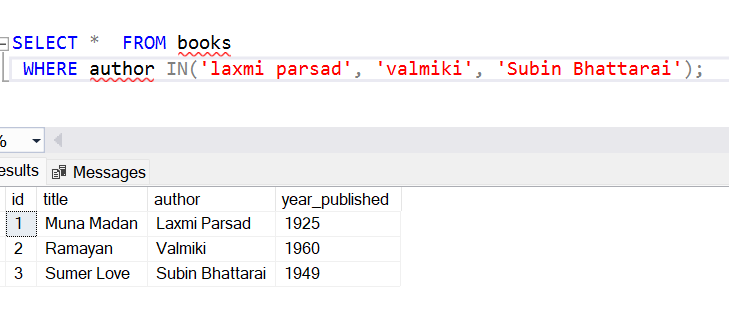 SELECT *  FROM books
WHERE author IN('laxmi parsad', 'valmiki', 'Subin Bhattarai');
%
esults Messages
id title author year_published
1 Muna Madan Laxmi Parsad 1925
2 Ramayan Valmiki 1960
3 Sumer Love Subin Bhattarai 1949